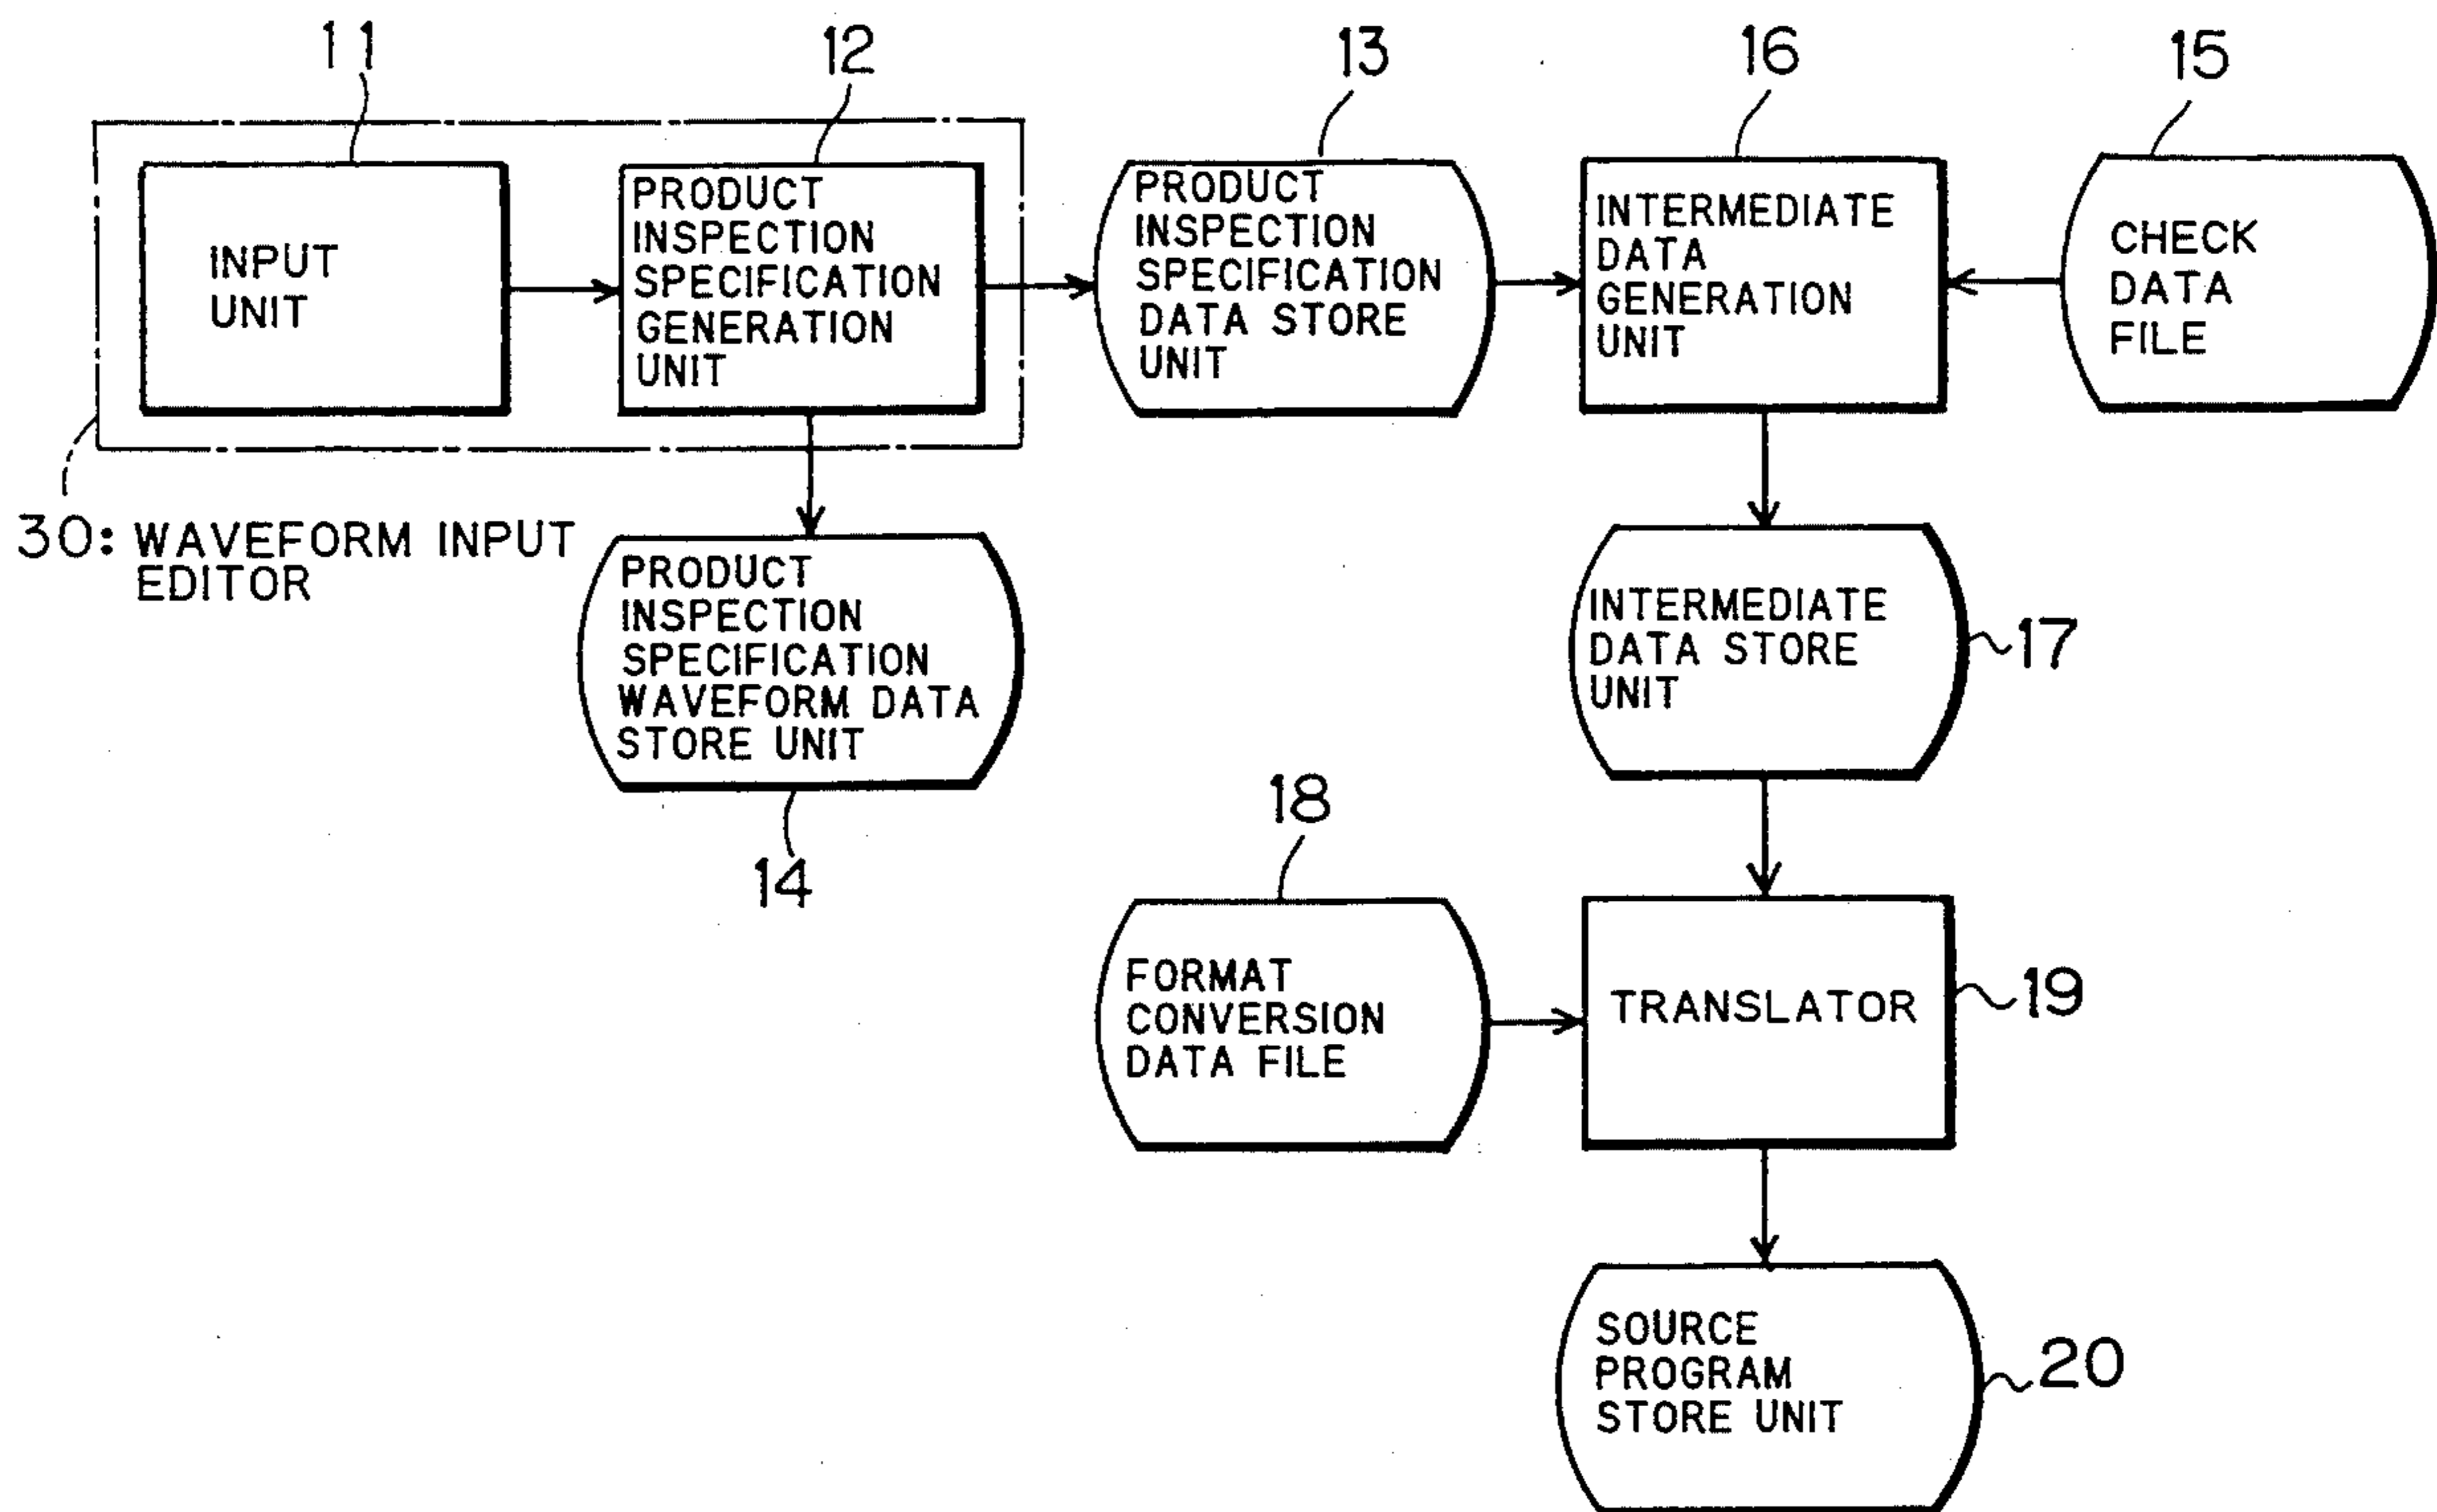 11
12
13
16
15
INPUT
UNIT
PRODUCT
INSPECTION
SPECIFICATION
GENERATION
UNIT
PRODUCT
INSPECTION
SPECIFICATION
DATA STORE
UNIT
INTERMEDIATE
DATA
GENERATION
UNIT
CHECK
DATA
FILE
30: WAVEFORM INPUT
EDITOR
PRODUCT
INSPECTION
SPECIFICATION
WAVEFORM DATA
STORE UNIT
14
INTERMEDIATE
DATA STORE
UNIT
17
18
FORMAT
CONVERSION
DATA FILE
TRANSLATOR
19
SOURCE
PROGRAM
STORE UNIT
20